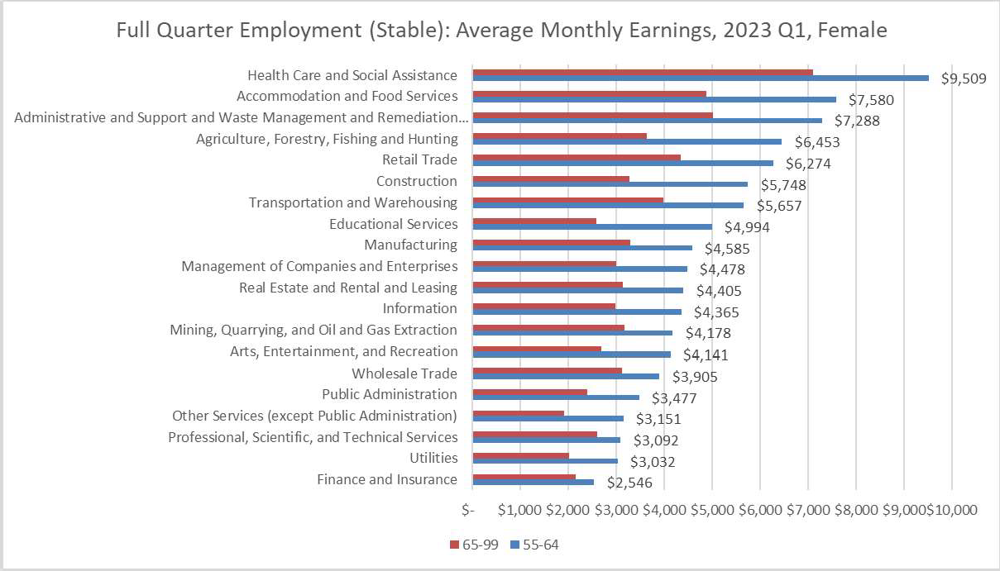 Full Quarter Employment (Stable): Average Monthly Earnings, 2023 Q1, Female
Health Care and Social Assistance $9,509
Accommodation and Food Services $7,580
Administrative and Support and Waste Management and Remediation... $7,288
Agriculture, Forestry, Fishing and Hunting $6,453
Retail Trade $6,274
Construction $5,748
Transportation and Warehousing $5,657
Educational Services $4,994
Manufacturing $4,585
Management of Companies and Enterprises $4,478
Real Estate and Rental and Leasing $4,405
Information $4,365
Mining, Quarrying, and Oil and Gas Extraction $4,178
Arts, Entertainment, and Recreation $4,141
Wholesale Trade $3,905
Public Administration $3,477
Other Services (except Public Administration) $3,151
Professional, Scientific, and Technical Services $3,092
Utilities $3,032
Finance and Insurance $2,546
$- $1,000 $2,000 $3,000 $4,000 $5,000 $6,000 $7,000 $8,000 $9,000 $10,000
65-99 55-64